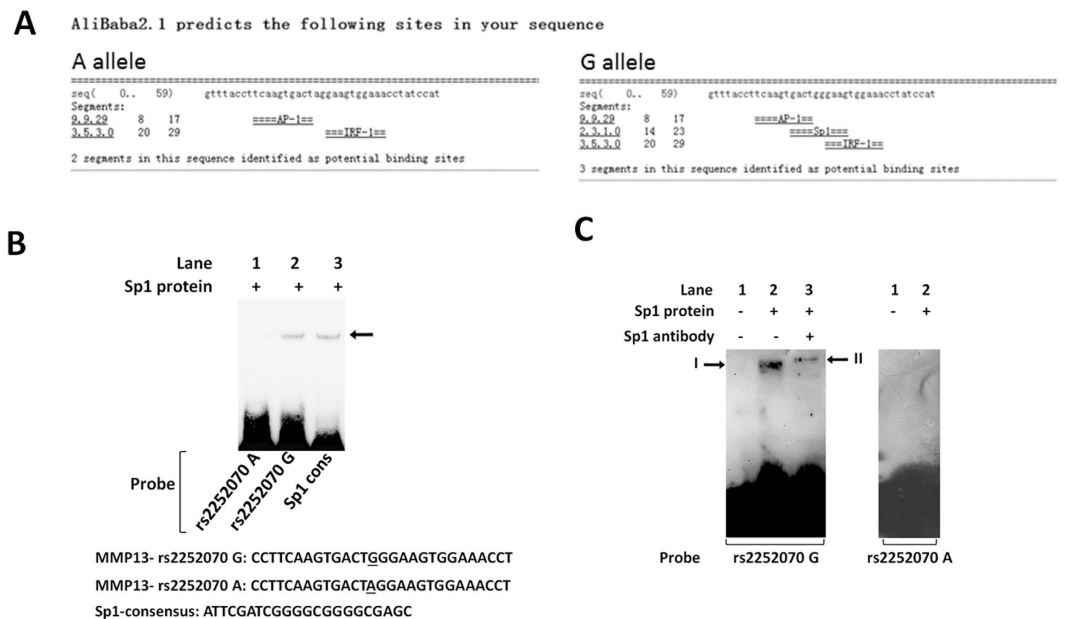 A
AliBaba2.1 predicts the following sites in your sequence
A allele
seq( 0.. 59) gtttaccttcaagtgactaggaagtggaaacctatccat
Segments:
9.9.29 8 17 ====AP-1==
3.5.3.0 20 29 ===IRF-1==
2 segments in this sequence identified as potential binding sites
G allele
seq( 0.. 59) gtttaccttcaagtgactgggaagtggaaacctatccat
Segments:
9.9.29 8 17 ====AP-1==
2.3.1.0 14 23 ====Sp1===
3.5.3.0 20 29 ===IRF-1==
3 segments in this sequence identified as potential binding sites
B
Lane 1 2 3
Sp1 protein + + +
Probe
rs2252070 A
rs2252070 G
Sp1 cons
MMP13- rs2252070 G: CCTTCAAGTGACTGGGAAGTGGAAACCT
MMP13- rs2252070 A: CCTTCAAGTGACTAGGAAGTGGAAACCT
Sp1-consensus: ATTCGATCGGGGCGGGGCGAGC
C
Lane 1 2 3 1 2
Sp1 protein - + + - +
Sp1 antibody - - +
I
II
Probe rs2252070 G rs2252070 A